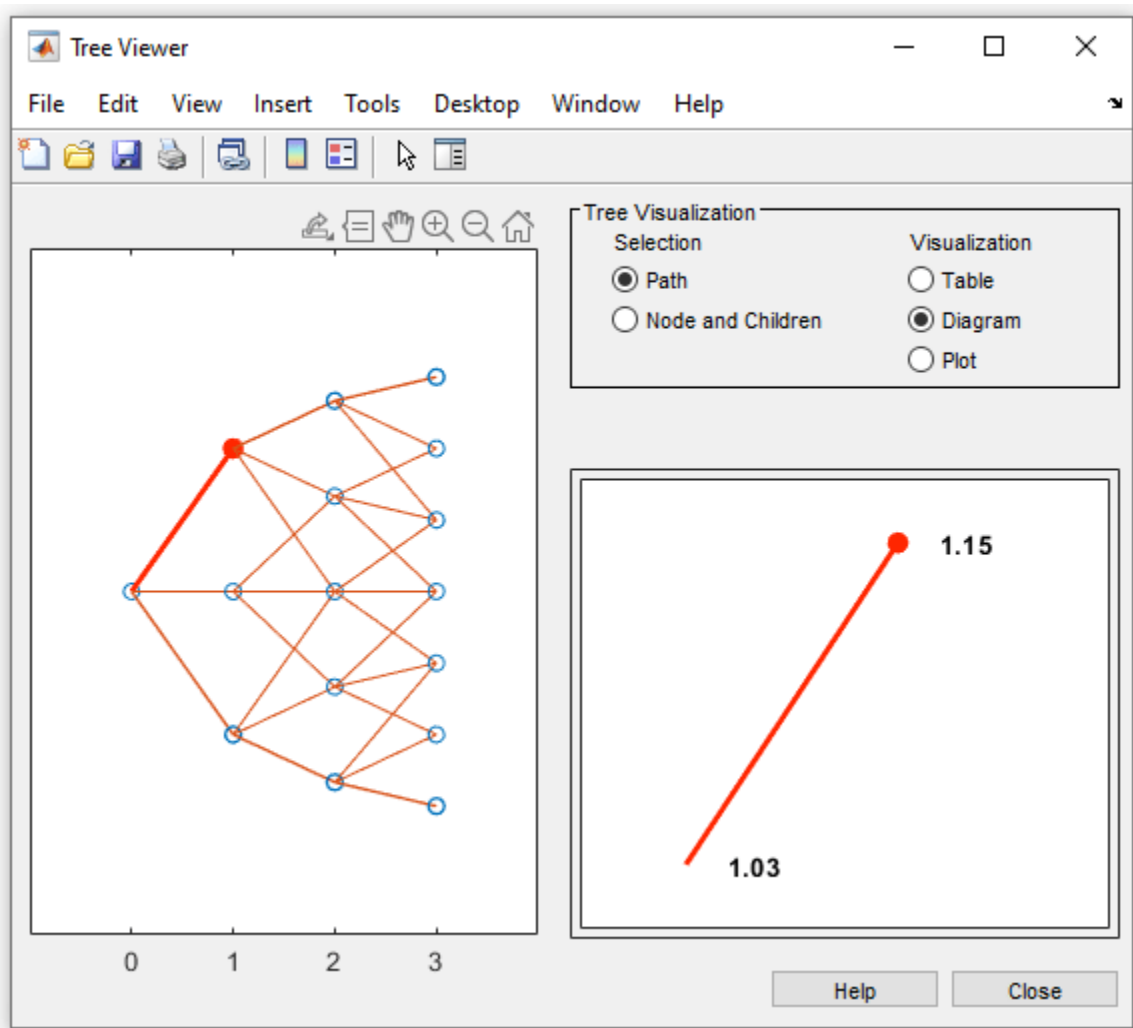 Tree Viewer
File Edit View Insert Tools Desktop Window Help
Tree Visualization
Selection Visualization
Path Table
Node and Children Diagram
Plot
1.15
1.03
0 1 2 3
Help Close